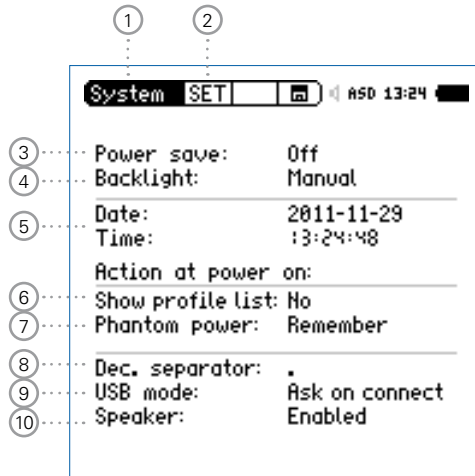 1 2
System SET ASD 13:24
3 Power save: Off
4 Backlight: Manual
5 Date: 2011-11-29
Time: 13:24:48
Action at power on:
6 Show profile list: No
7 Phantom power: Remember
8 Dec. separator: .
9 USB mode: Ask on connect
10 Speaker: Enabled